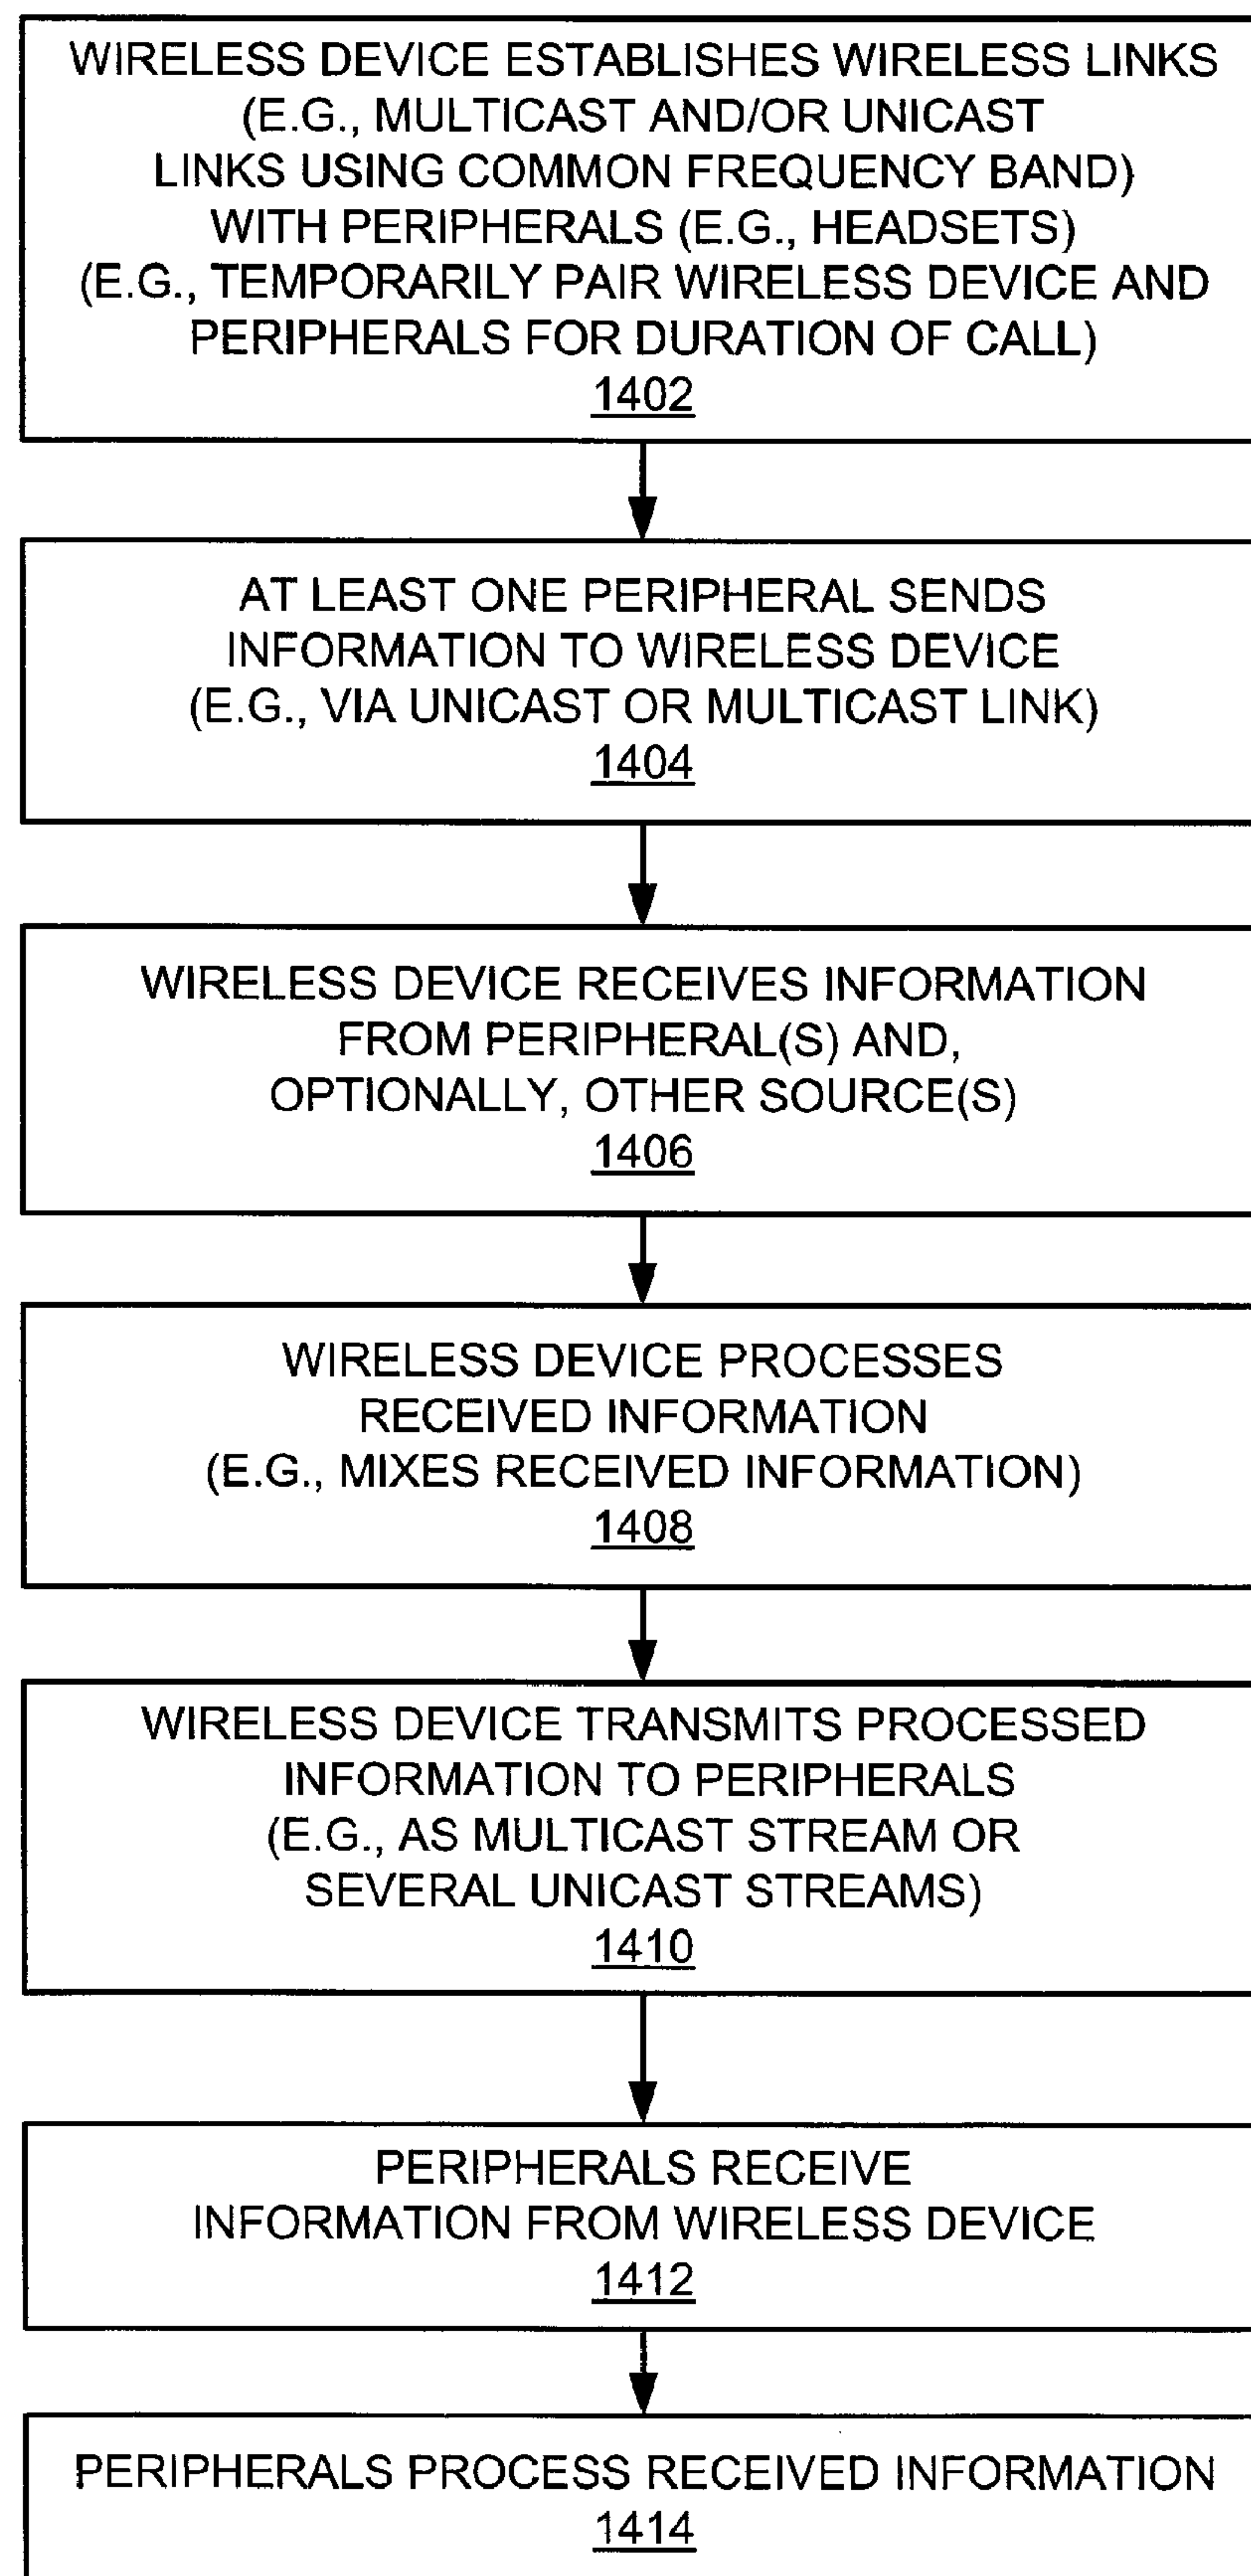 WIRELESS DEVICE ESTABLISHES WIRELESS LINKS
(E.G., MULTICAST AND/OR UNICAST
LINKS USING COMMON FREQUENCY BAND)
WITH PERIPHERALS (E.G., HEADSETS)
(E.G., TEMPORARILY PAIR WIRELESS DEVICE AND
PERIPHERALS FOR DURATION OF CALL)
1402
AT LEAST ONE PERIPHERAL SENDS
INFORMATION TO WIRELESS DEVICE
(E.G., VIA UNICAST OR MULTICAST LINK)
1404
WIRELESS DEVICE RECEIVES INFORMATION
FROM PERIPHERAL(S) AND,
OPTIONALLY, OTHER SOURCE(S)
1406
WIRELESS DEVICE PROCESSES
RECEIVED INFORMATION
(E.G., MIXES RECEIVED INFORMATION)
1408
WIRELESS DEVICE TRANSMITS PROCESSED
INFORMATION TO PERIPHERALS
(E.G., AS MULTICAST STREAM OR
SEVERAL UNICAST STREAMS)
1410
PERIPHERALS RECEIVE
INFORMATION FROM WIRELESS DEVICE
1412
PERIPHERALS PROCESS RECEIVED INFORMATION
1414